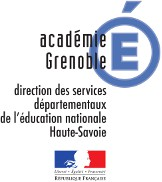 académie
Grenoble
É
direction des services
départementaux
de l'éducation nationale
Haute-Savoie
Liberté • Égalité • Fraternité
RÉPUBLIQUE FRANÇAISE